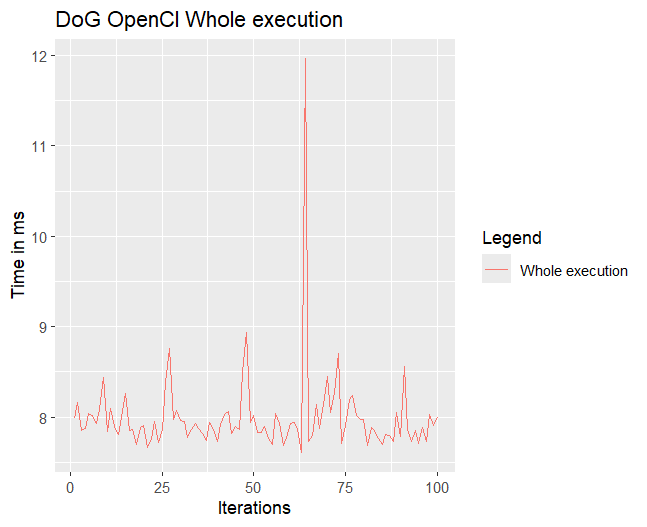 DoG OpenCl Whole execution
12
11
10
9
8
Time in ms
0 25 50 75 100
Iterations
Legend
Whole execution